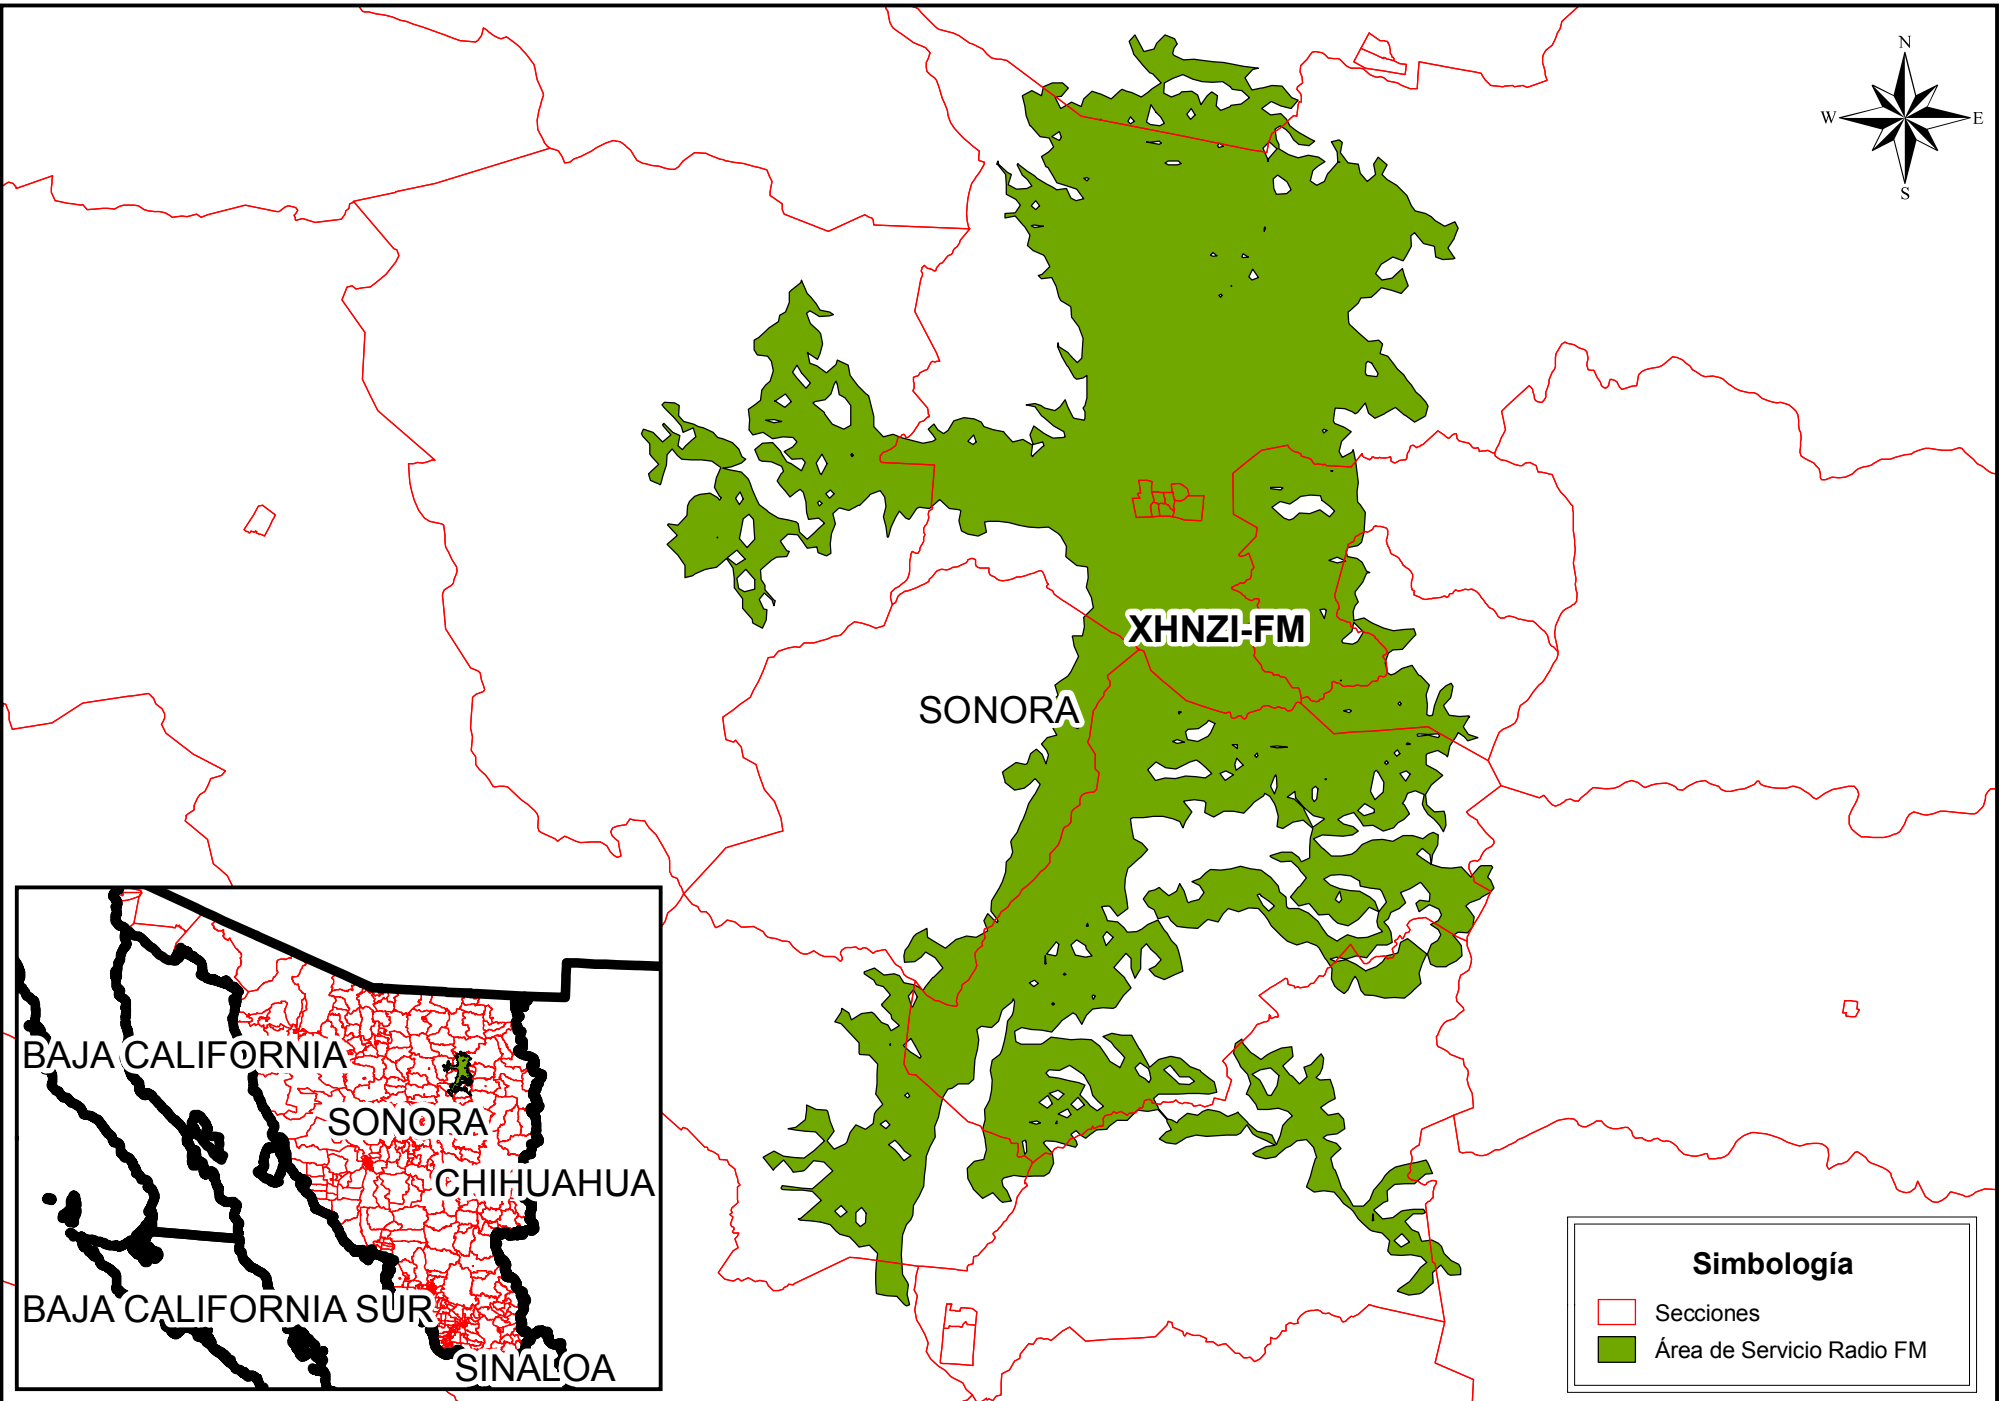 N
W
E
S
XHNZI-FM
SONORA
BAJA CALIFORNIA
SONORA
CHIHUAHUA
BAJA CALIFORNIA SUR
SINALOA
Simbología
Secciones
Área de Servicio Radio FM